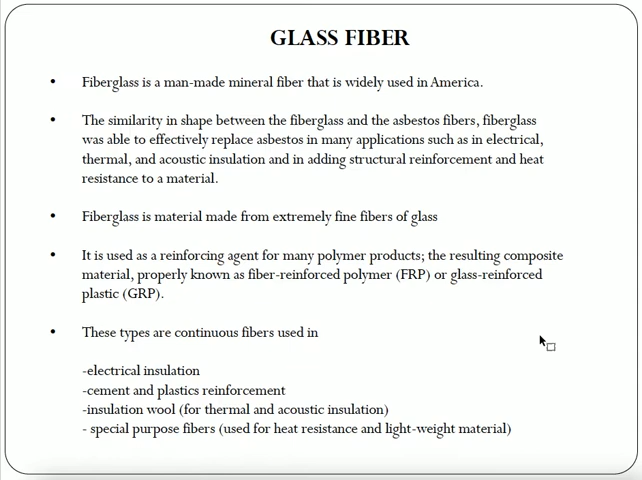 GLASS FIBER
• Fiberglass is a man-made mineral fiber that is widely used in America.
• The similarity in shape between the fiberglass and the asbestos fibers, fiberglass
was able to effectively replace asbestos in many applications such as in electrical,
thermal, and acoustic insulation and in adding structural reinforcement and heat
resistance to a material.
• Fiberglass is material made from extremely fine fibers of glass
• It is used as a reinforcing agent for many polymer products; the resulting composite
material, properly known as fiber-reinforced polymer (FRP) or glass-reinforced
plastic (GRP).
• These types are continuous fibers used in
-electrical insulation
-cement and plastics reinforcement
-insulation wool (for thermal and acoustic insulation)
- special purpose fibers (used for heat resistance and light-weight material)